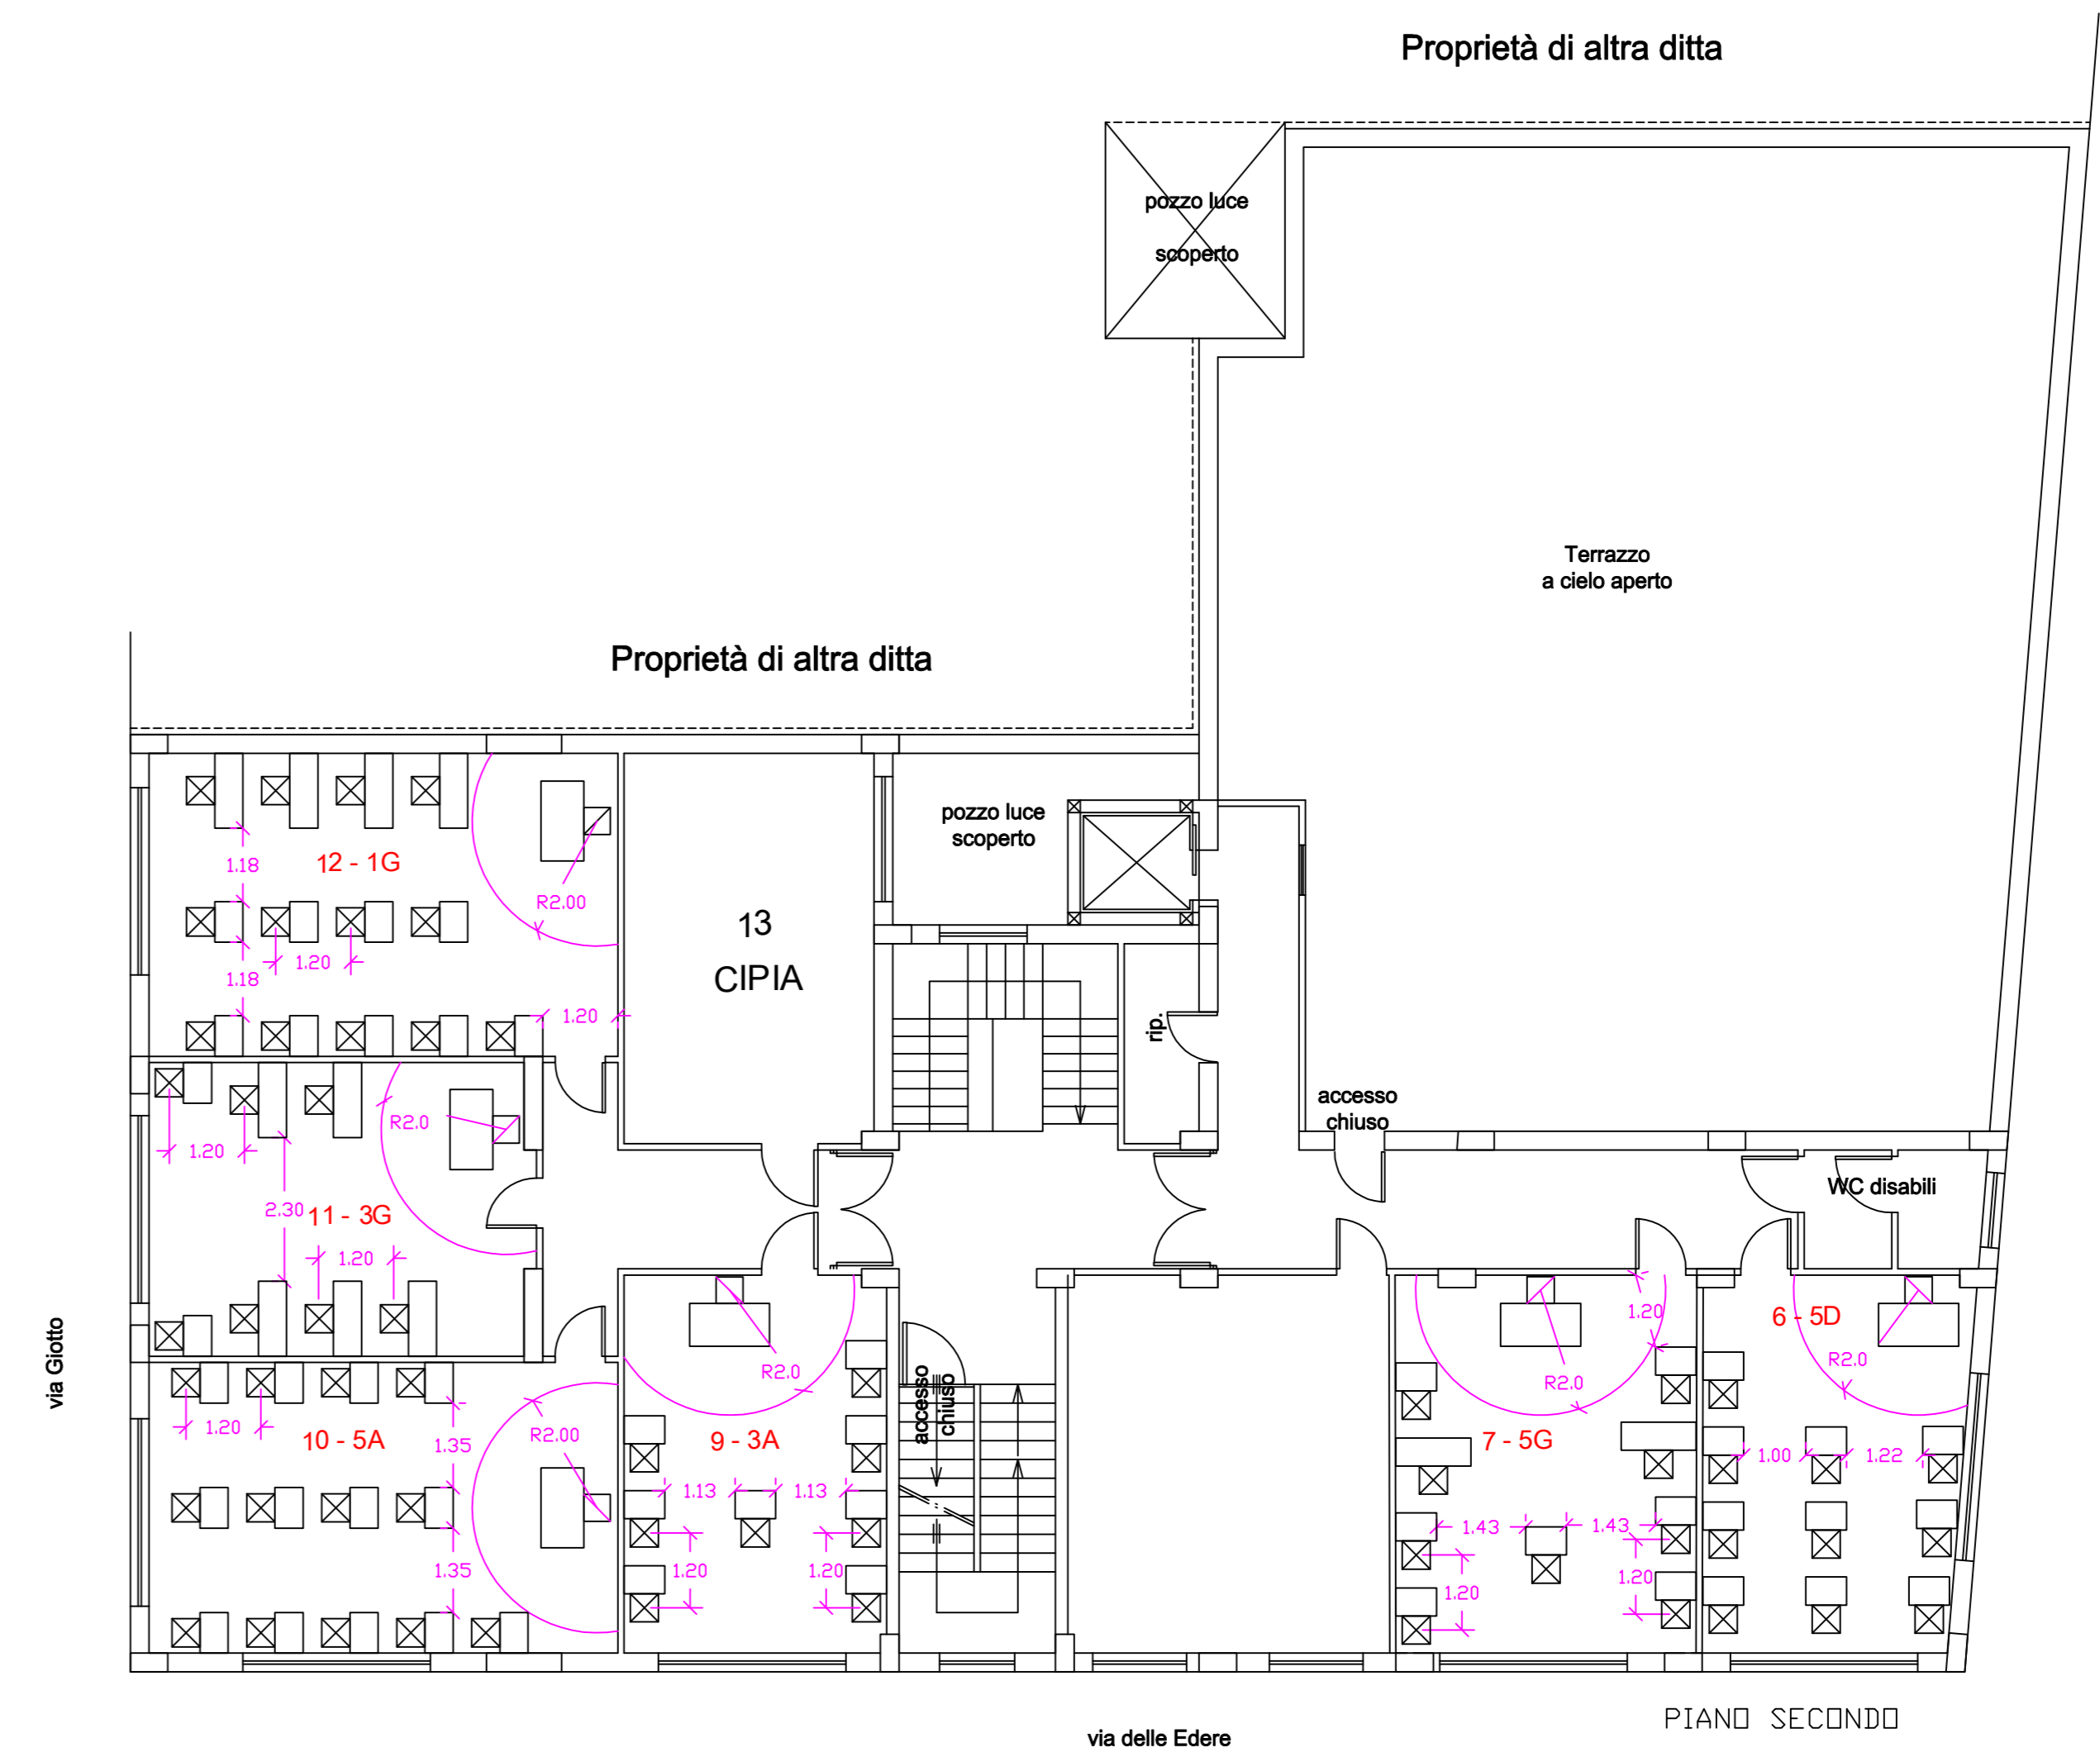 Proprietà di altra ditta
pozzo luce
scoperto
Terrazzo
a cielo aperto
Proprietà di altra ditta
pozzo luce
scoperto
12 - 1G
1.18
R2.00
1.20
1.18
1.20
13
CIPIA
rip.
accesso
chiuso
R2.0
1.20
2.30
11 - 3G
1.20
WC disabili
via Giotto
1.20
10 - 5A
1.35
R2.00
1.35
R2.0
9 - 3A
1.13
1.13
1.20
1.20
accesso
chiuso
1.20
R2.0
7 - 5G
1.43
1.43
1.20
1.20
6 - 5D
R2.0
1.00
1.22
PIANO SECONDO
via delle Edere